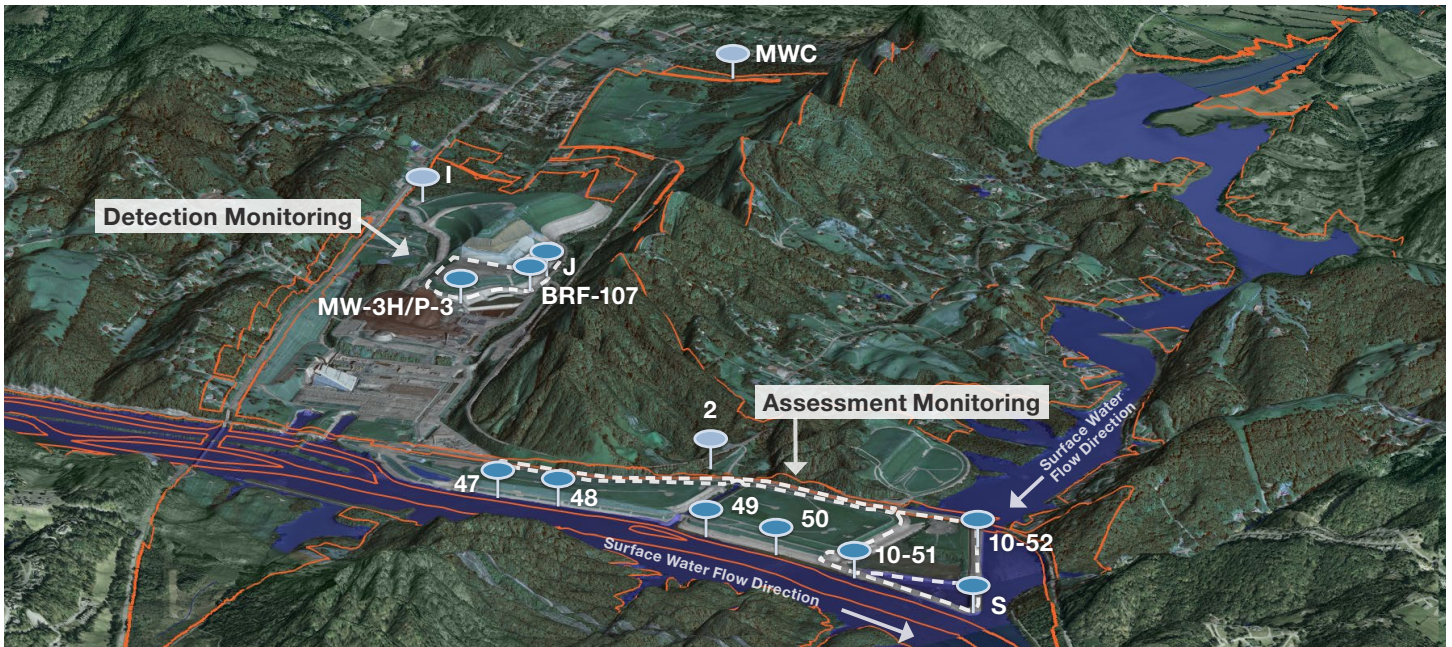 MWC
I
Detection Monitoring
J
BRF-107
MW-3H/P-3
2
Assessment Monitoring
Surface Water
Flow Direction
47
48
49
50
10-51
10-52
S
Surface Water Flow Direction